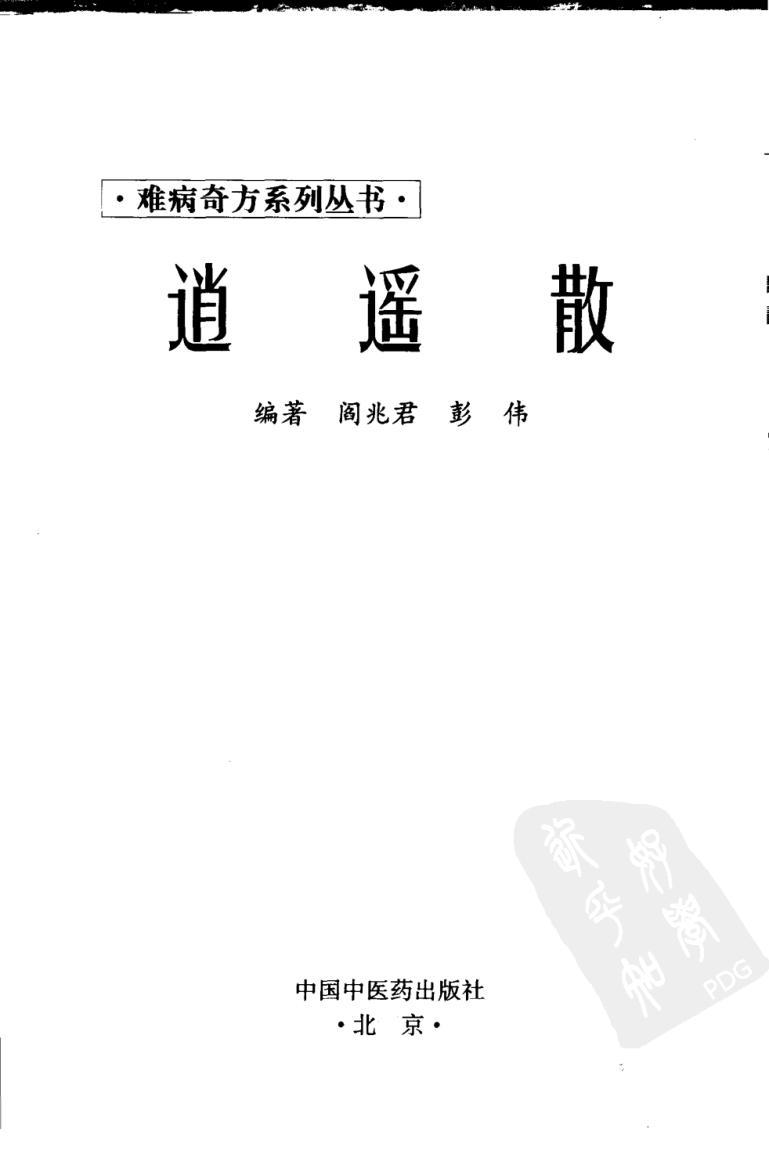 ·难病奇方系列丛书·
逍 遥 散
编著 阎兆君 彭 伟
中国中医药出版社
·北 京·
PDG